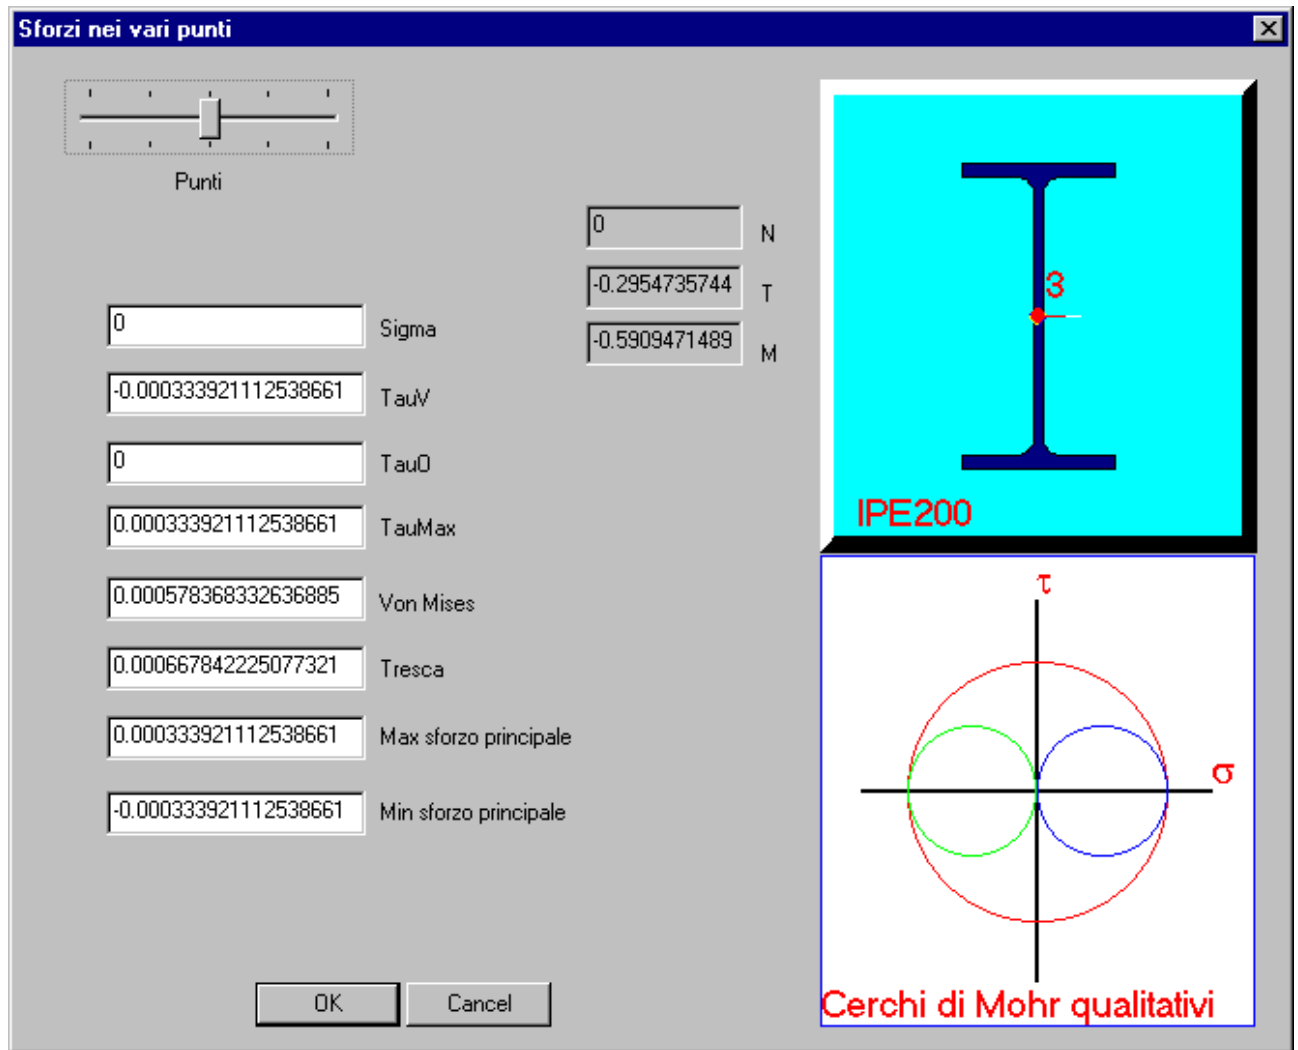 Sforzi nei vari punti
Punti
0
N
-0.2954735744
T
-0.5909471489
M
0
Sigma
-0.000333921112538661
TauV
0
TauO
0.000333921112538661
TauMax
0.000578368332636885
Von Mises
0.000667842225077321
Tresca
0.000333921112538661
Max sforzo principale
-0.000333921112538661
Min sforzo principale
OK
Cancel
3
IPE200
τ
σ
Cerchi di Mohr qualitativi